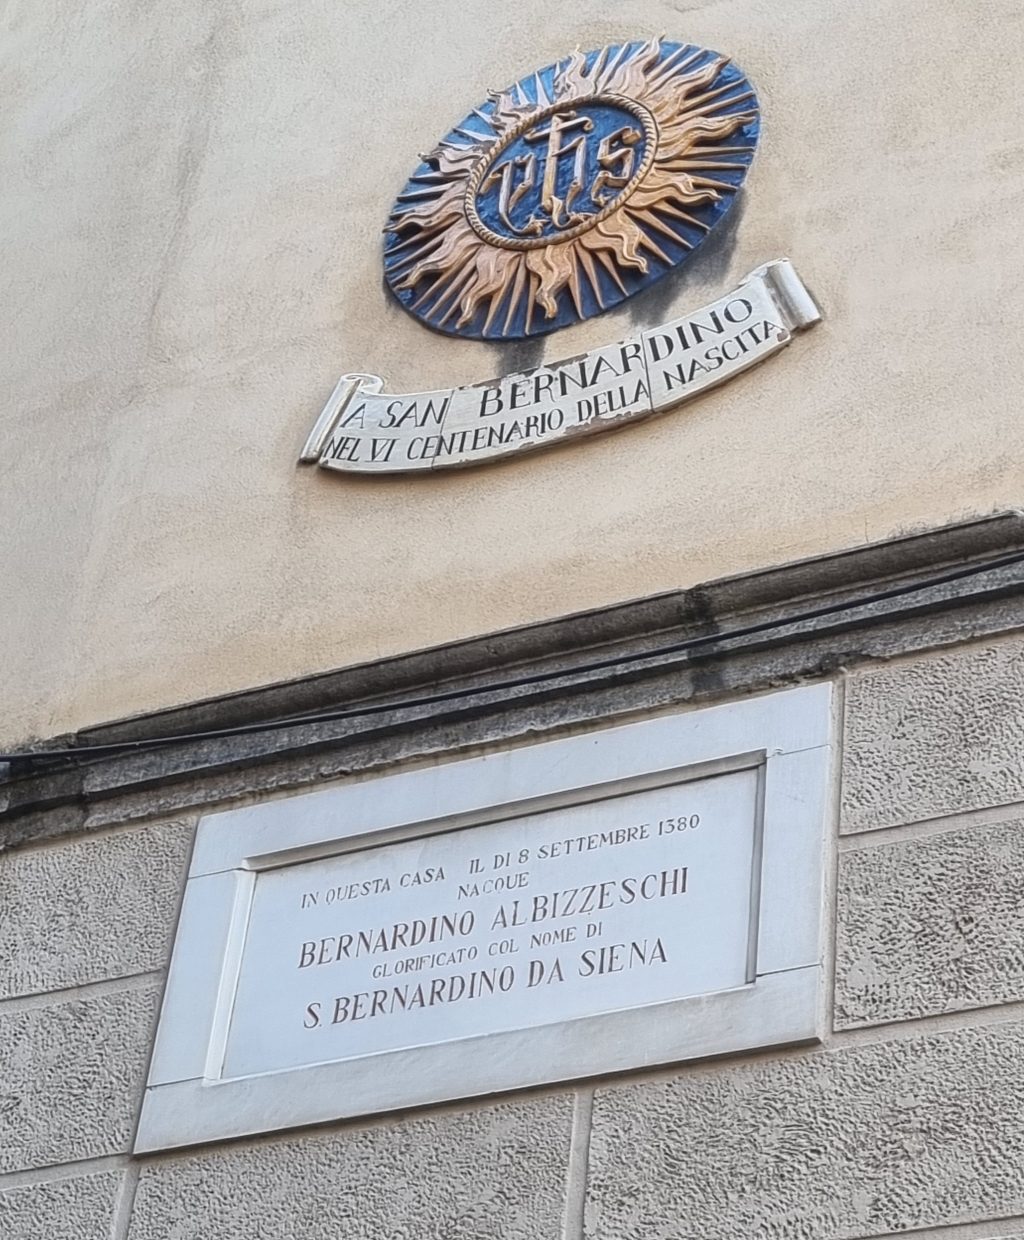 yhs
A SAN BERNARDINO
NEL VI CENTENARIO DELLA NASCITA
IN QUESTA CASA IL DI 8 SETTEMBRE 1380
NACQUE
BERNARDINO ALBIZZESCHI
GLORIFICATO COL NOME DI
S. BERNARDINO DA SIENA